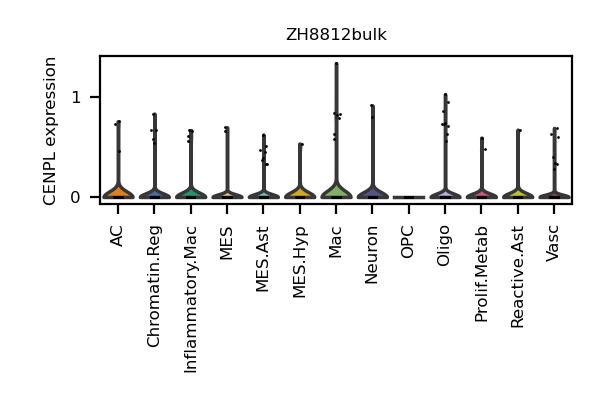 ZH8812bulk
CENPL expression
1
0
AC
Chromatin.Reg
Inflammatory.Mac
MES
MES.Ast
MES.Hyp
Mac
Neuron
OPC
Oligo
Prolif.Metab
Reactive.Ast
Vasc